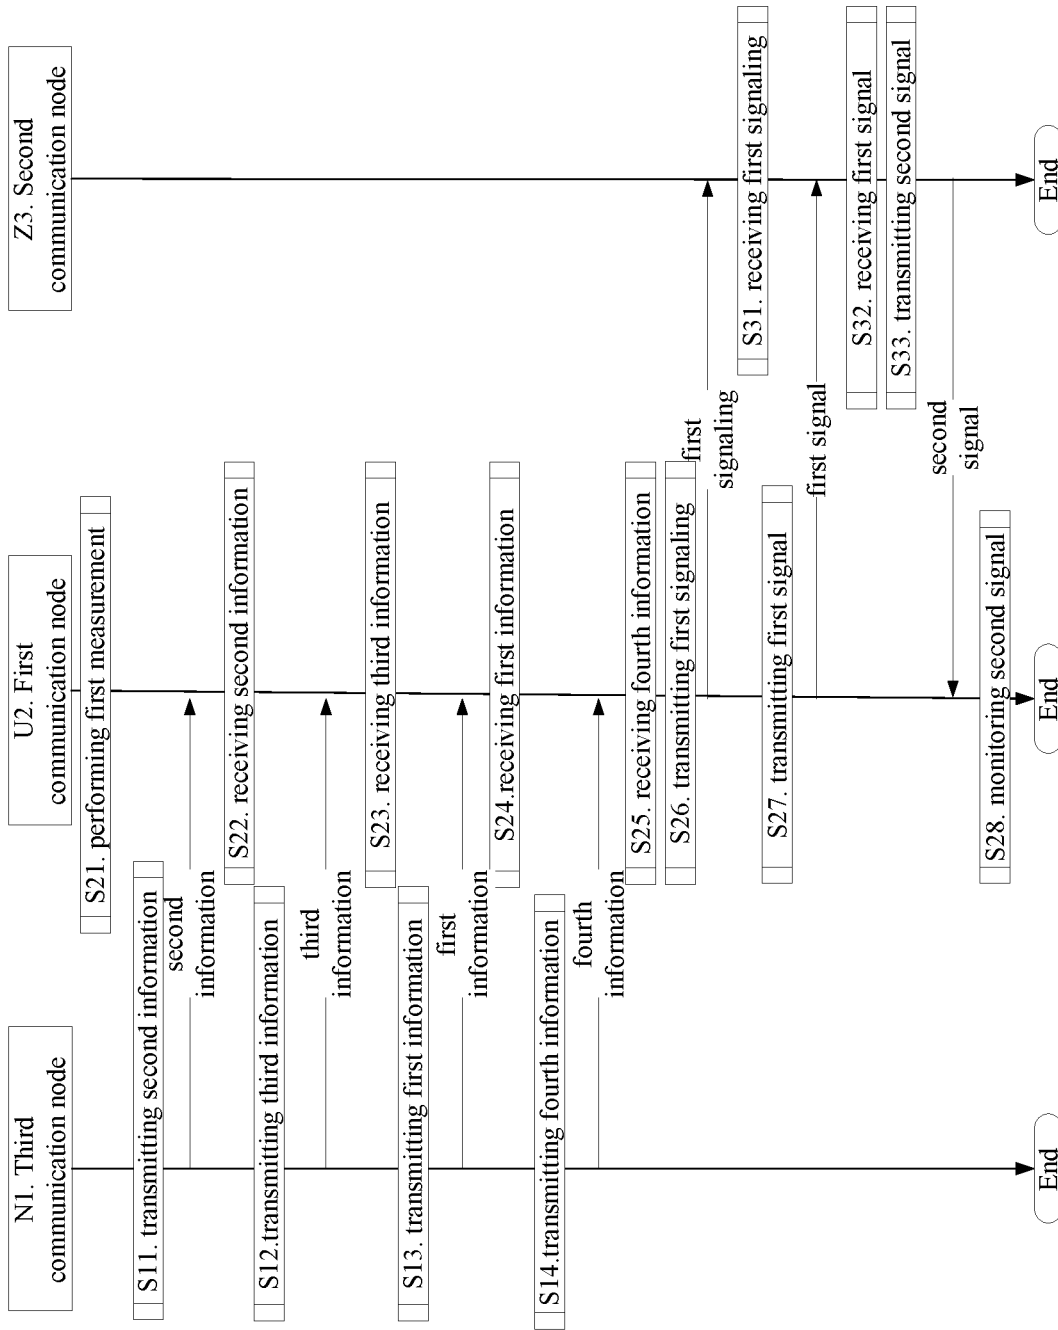 N1. Third
communication node
U2. First
communication node
Z3. Second
communication node
S21. performing first measurement
S11. transmitting second information
second
information
S22. receiving second information
S12.transmitting third information
third
information
S23. receiving third information
S13. transmitting first information
first
information
S24.receiving first information
S14.transmitting fourth information
fourth
information
S25. receiving fourth information
S26. transmitting first signaling
first
signaling
S31. receiving first signaling
S27. transmitting first signal
first signal
S32. receiving first signal
S33. transmitting second signal
second
signal
S28. monitoring second signal
End
End
End